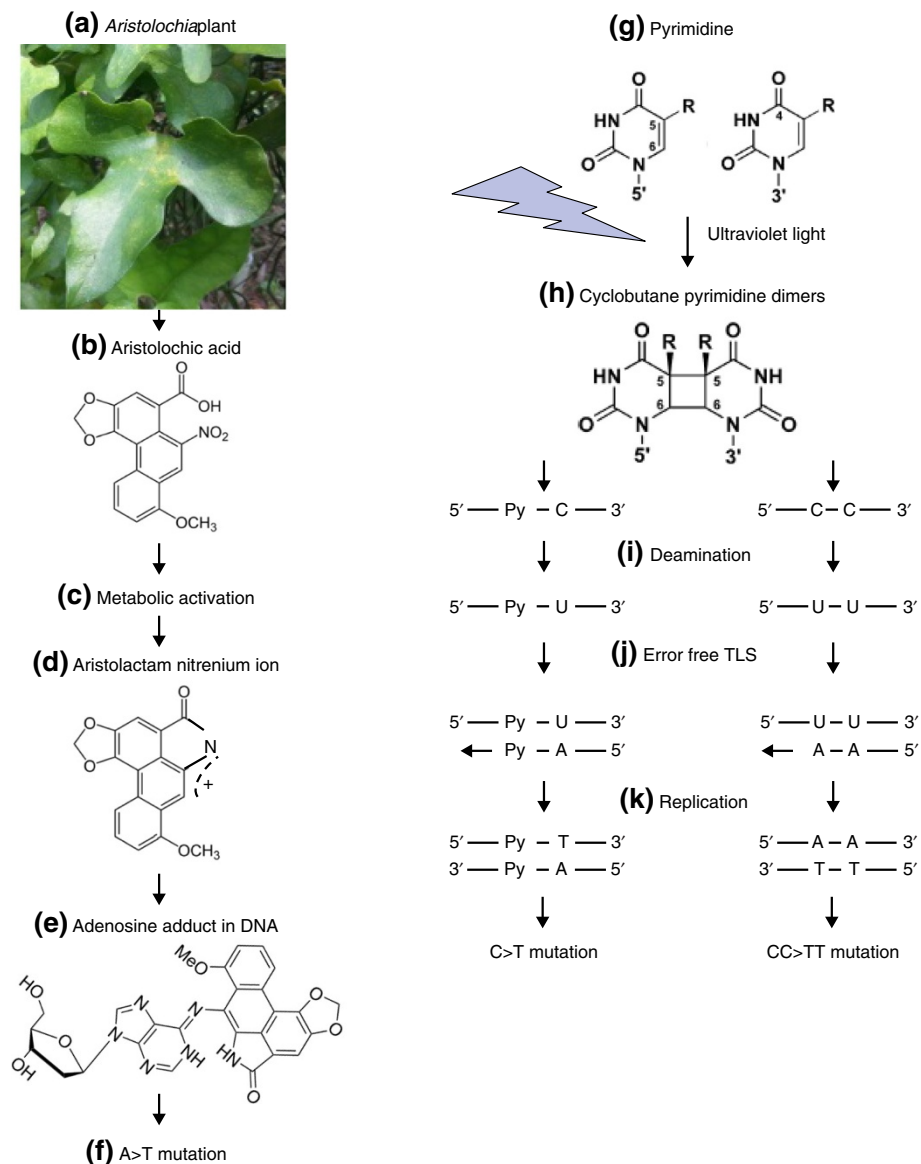 (a) Aristolochiaplant
(b) Aristolochic acid
O
OH
O
O
NO2
OCH3
(c) Metabolic activation
(d) Aristolactam nitrenium ion
O
O
O
N
+
OCH3
(e) Adenosine adduct in DNA
MeO
HO
O
OH
N
N
N
N
NH
N
HN
O
O
O
(f) A>T mutation
(g) Pyrimidine
O
R
HN
5
6
O
N
5'
O
4
R
HN
O
N
3'
Ultraviolet light
(h) Cyclobutane pyrimidine dimers
O R R O
HN 5 5 NH
O 6 6 O
N N
5' 3'
5′ Py C 3′ 5′ C C 3′
(i) Deamination
5′ Py U 3′ 5′ U U 3′
(j) Error free TLS
5′ Py U 3′ 5′ U U 3′
Py A 5′ A A 5′
(k) Replication
5′ Py T 3′ 5′ A A 3′
3′ Py A 5′ 3′ T T 5′
C>T mutation CC>TT mutation